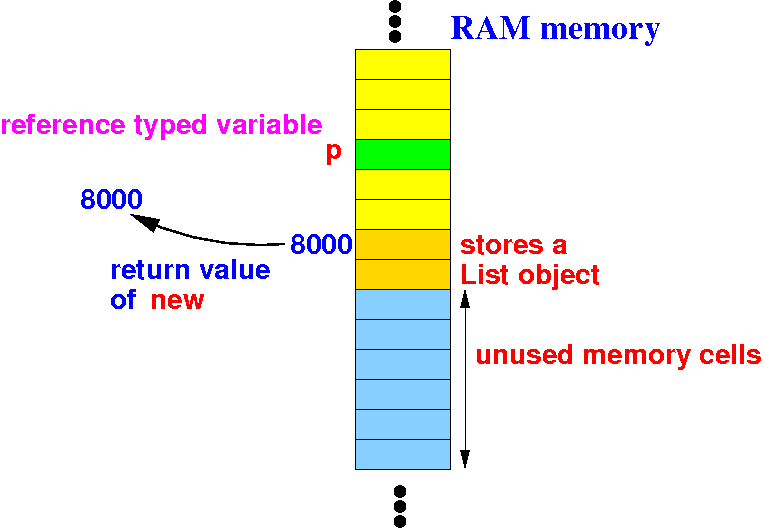 RAM memory
reference typed variable
p
8000
8000
stores a
List object
return value
of new
unused memory cells